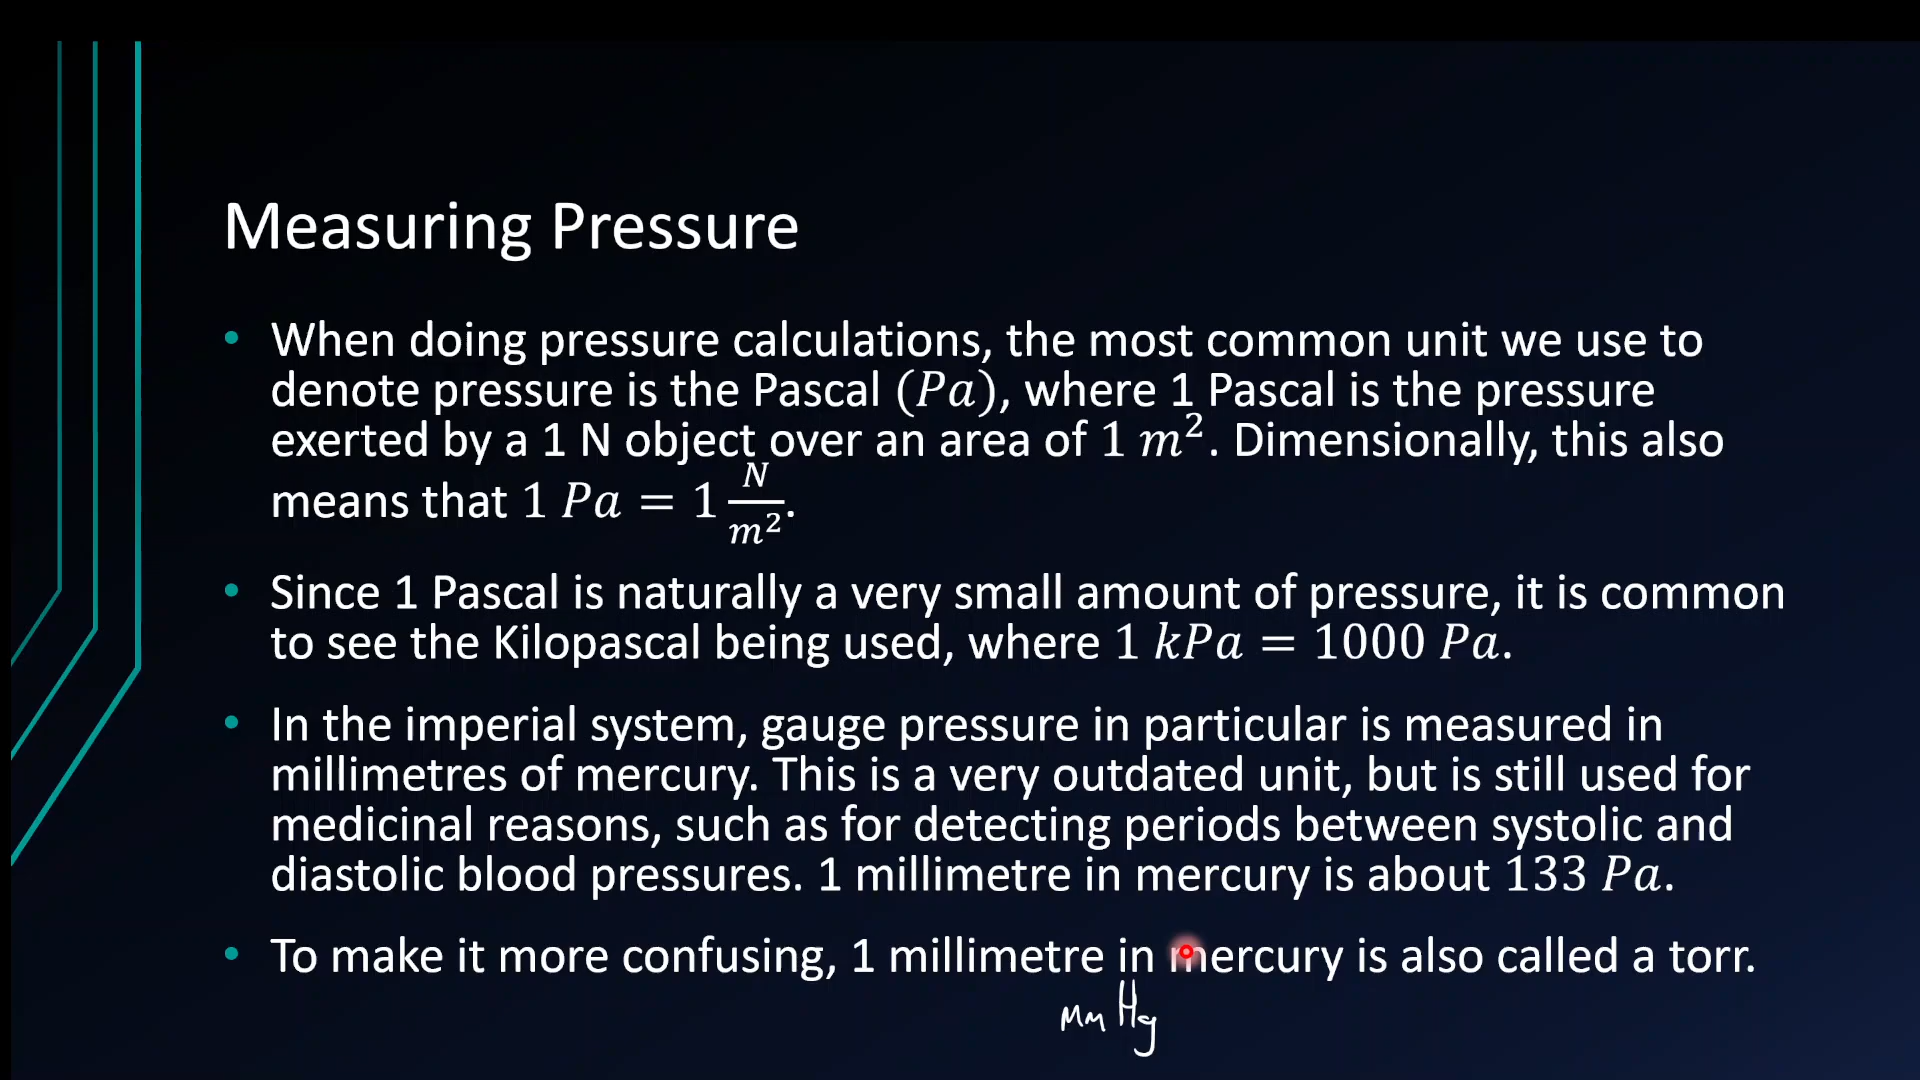 Measuring Pressure
• When doing pressure calculations, the most common unit we use to
denote pressure is the Pascal (Pa), where 1 Pascal is the pressure
exerted by a 1 N object over an area of 1 m². Dimensionally, this also
means that 1 Pa = 1 N/m².
• Since 1 Pascal is naturally a very small amount of pressure, it is common
to see the Kilopascal being used, where 1 kPa = 1000 Pa.
• In the imperial system, gauge pressure in particular is measured in
millimetres of mercury. This is a very outdated unit, but is still used for
medicinal reasons, such as for detecting periods between systolic and
diastolic blood pressures. 1 millimetre in mercury is about 133 Pa.
• To make it more confusing, 1 millimetre in mercury is also called a torr.
mm Hg